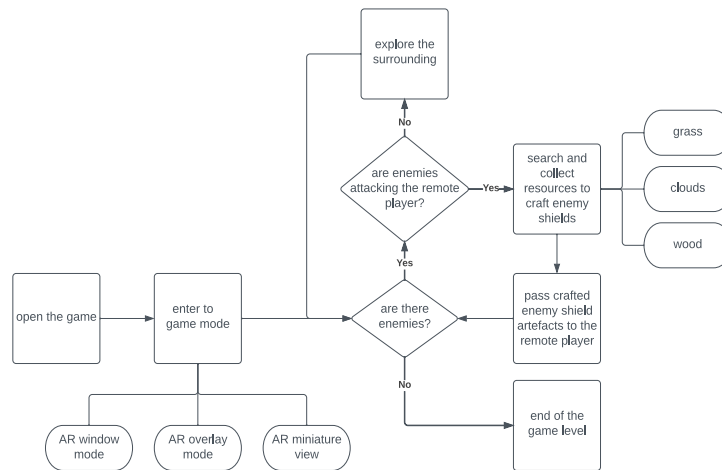 explore the
surrounding
No
are enemies
attacking the remote
player?
Yes
search and
collect
resources to
craft enemy
shields
grass
clouds
wood
Yes
open the game
enter to
game mode
are there
enemies?
pass crafted
enemy shield
artefacts to the
remote player
No
AR window
mode
AR overlay
mode
AR miniature
view
end of the
game level